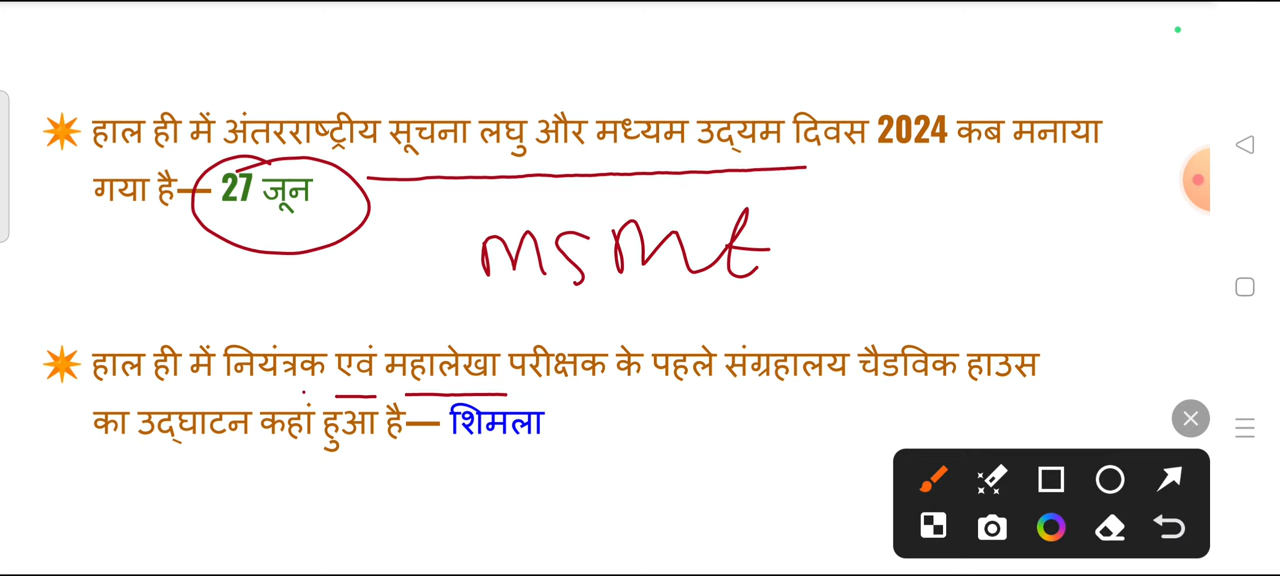 हाल ही में अंतरराष्ट्रीय सूचना लघु और मध्यम उद्यम दिवस 2024 कब मनाया
गया है— 27 जून
msmt
हाल ही में नियंत्रक एवं महालेखा परीक्षक के पहले संग्रहालय चैडविक हाउस
का उद्घाटन कहां हुआ है— शिमला